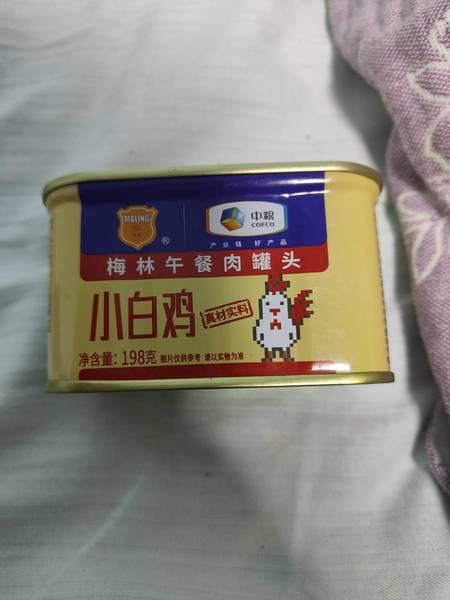 MALING
梅林
®
中粮
COFCO
产业链 好产品
梅林午餐肉罐头
小白鸡
真材实料
净含量：198克 图片仅供参考 请以实物为准